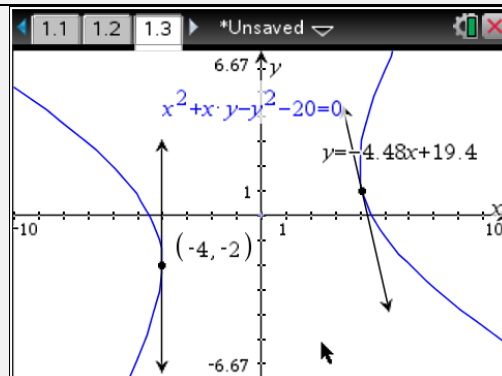 1.1 1.2 1.3 *Unsaved
6.67 y
x²+x·y-y²-20=0
y=-4.48x+19.4
1
x
-10 1 10
(-4, -2)
-6.67